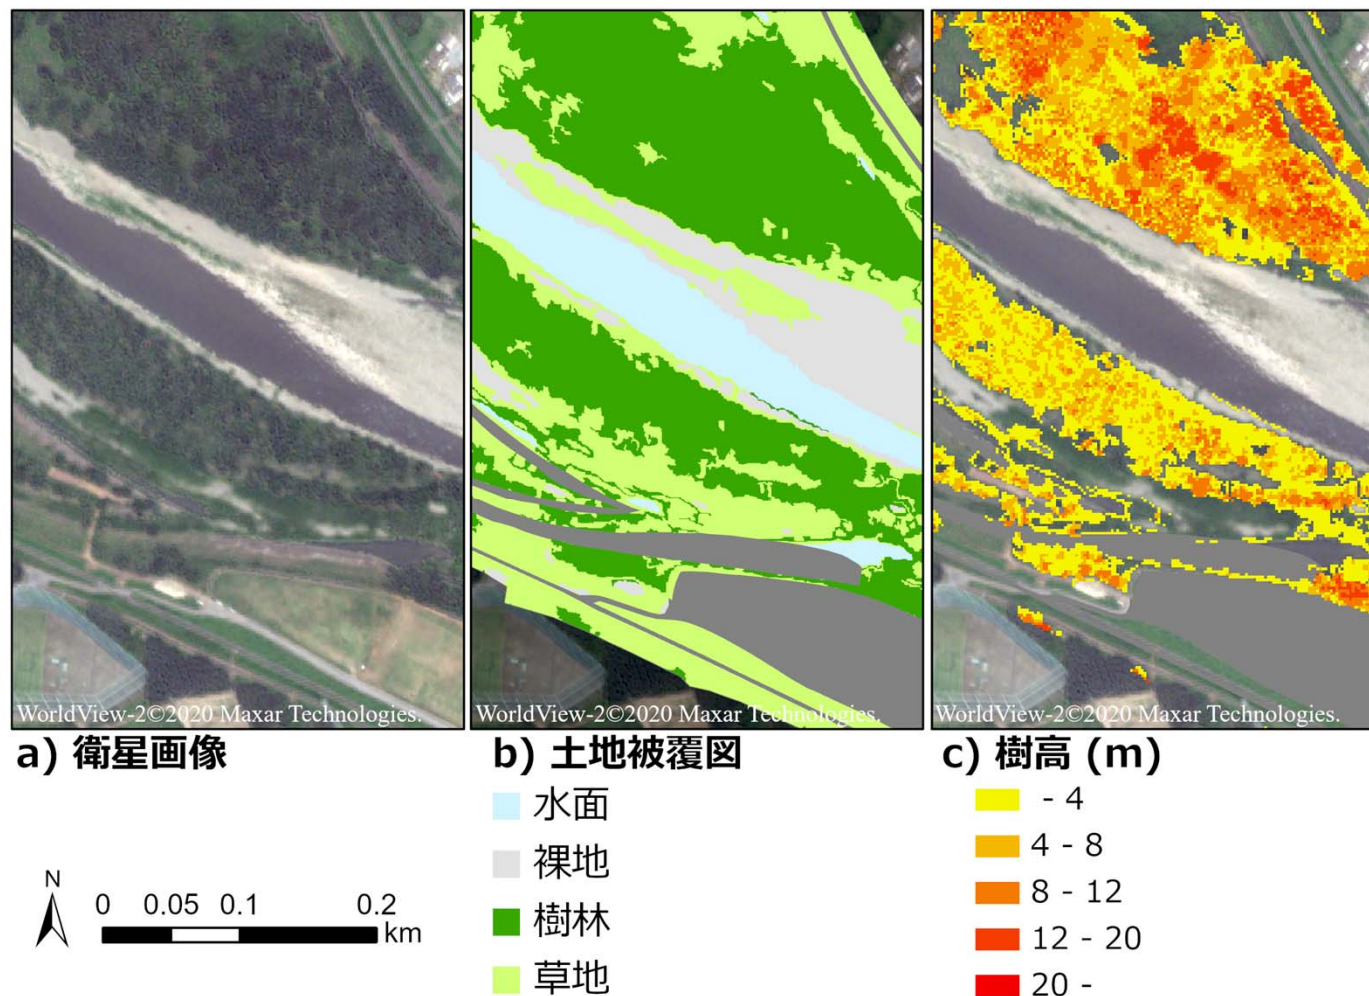 WorldView-2©2020 Maxar Technologies.
WorldView-2©2020 Maxar Technologies.
WorldView-2©2020 Maxar Technologies.
a) 衛星画像
b) 土地被覆図
c) 樹高 (m)
水面
裸地
樹林
草地
- 4
4 - 8
8 - 12
12 - 20
20 -
N
0 0.05 0.1 0.2
km